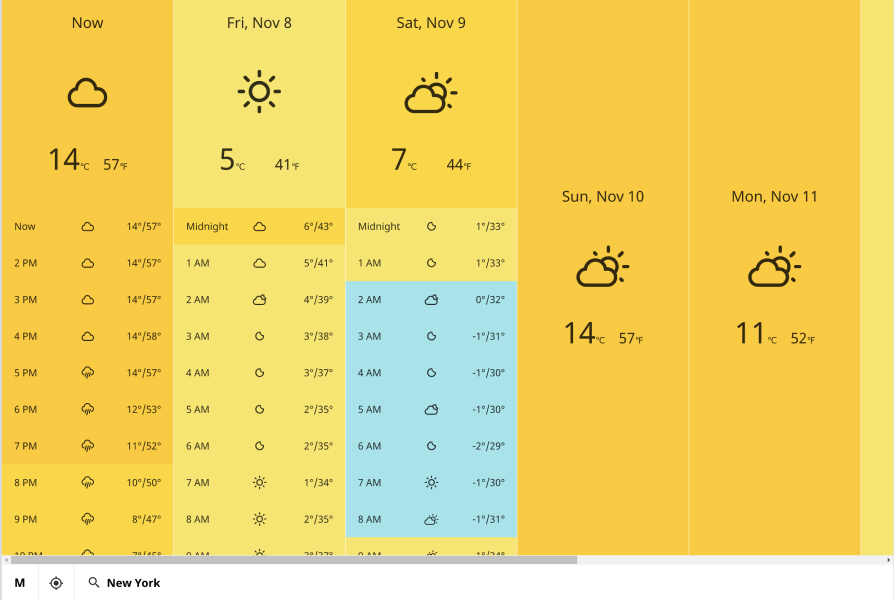 Now
14°C 57°F
Now 14°/57°
2 PM 14°/57°
3 PM 14°/57°
4 PM 14°/58°
5 PM 14°/57°
6 PM 12°/53°
7 PM 11°/52°
8 PM 10°/50°
9 PM 8°/47°
Fri, Nov 8
5°C 41°F
Midnight 6°/43°
1 AM 5°/41°
2 AM 4°/39°
3 AM 3°/38°
4 AM 3°/37°
5 AM 2°/35°
6 AM 2°/35°
7 AM 1°/34°
8 AM 2°/35°
Sat, Nov 9
7°C 44°F
Midnight 1°/33°
1 AM 1°/33°
2 AM 0°/32°
3 AM -1°/31°
4 AM -1°/30°
5 AM -1°/30°
6 AM -2°/29°
7 AM -1°/30°
8 AM -1°/31°
Sun, Nov 10
14°C 57°F
Mon, Nov 11
11°C 52°F
M
New York